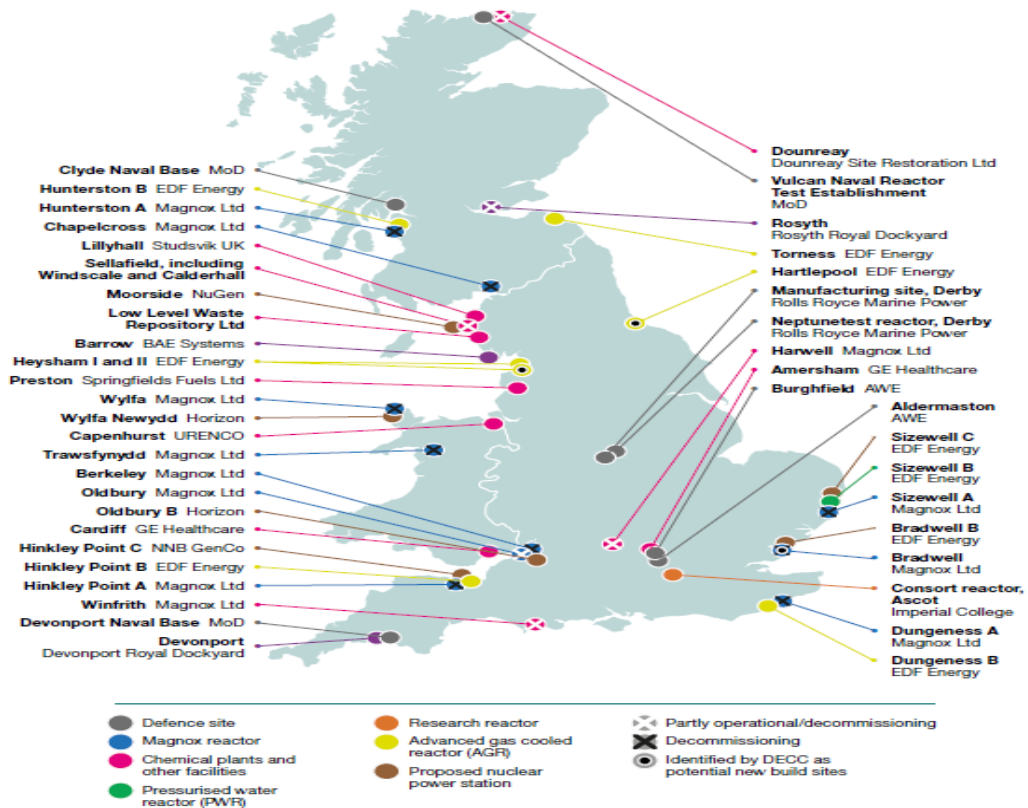 Clyde Naval Base MoD
Hunterston B EDF Energy
Hunterston A Magnox Ltd
Chapelcross Magnox Ltd
Lillyhall Studsvik UK
Sellafield, including
Windscale and Calderhall
Moorside NuGen
Low Level Waste
Repository Ltd
Barrow BAE Systems
Heysham I and II EDF Energy
Preston Springfields Fuels Ltd
Wylfa Magnox Ltd
Wylfa Newydd Horizon
Capenhurst URENCO
Trawsfynydd Magnox Ltd
Berkeley Magnox Ltd
Oldbury Magnox Ltd
Oldbury B Horizon
Cardiff GE Healthcare
Hinkley Point C NNB GenCo
Hinkley Point B EDF Energy
Hinkley Point A Magnox Ltd
Winfrith Magnox Ltd
Devonport Naval Base MoD
Devonport
Devonport Royal Dockyard
Dounreay
Dounreay Site Restoration Ltd
Vulcan Naval Reactor
Test Establishment
MoD
Rosyth
Rosyth Royal Dockyard
Torness EDF Energy
Hartlepool EDF Energy
Manufacturing site, Derby
Rolls Royce Marine Power
Neptunetest reactor, Derby
Rolls Royce Marine Power
Harwell Magnox Ltd
Amersham GE Healthcare
Burghfield AWE
Aldermaston
AWE
Sizewell C
EDF Energy
Sizewell B
EDF Energy
Sizewell A
Magnox Ltd
Bradwell B
EDF Energy
Bradwell
Magnox Ltd
Consort reactor,
Ascot
Imperial College
Dungeness A
Magnox Ltd
Dungeness B
EDF Energy
Defence site
Magnox reactor
Chemical plants and
other facilities
Pressurised water
reactor (PWR)
Research reactor
Advanced gas cooled
reactor (AGR)
Proposed nuclear
power station
Partly operational/decommissioning
Decommissioning
Identified by DECC as
potential new build sites